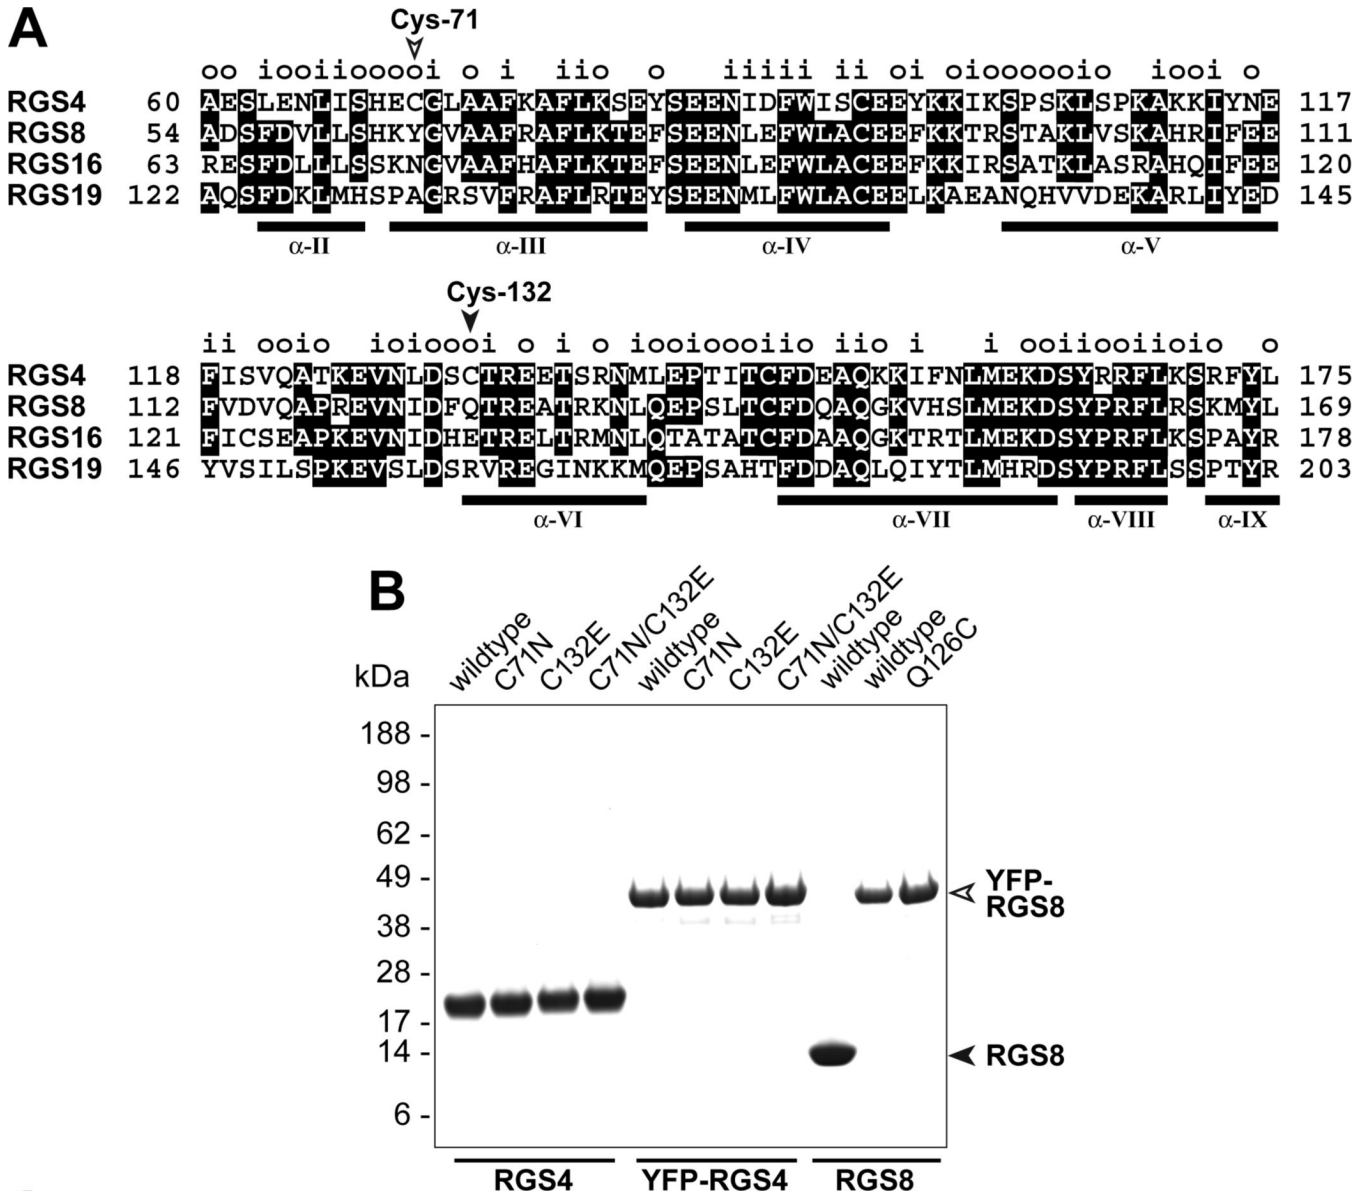 A
Cys-71
oo iooiiooooi o i iio o iiiii ii oi oioooooio iooi o
RGS4 60 AESLENLISHECGLAAFKAFLKSEYSEENIDFWISCEEYKKIKSPSKLSPKAKKIYNE 117
RGS8 54 ADSFDVLLSHKYGVAAFRAFLKTEFSEENLEFWLACEEFKKTRSTAKLVSKAHRIFEE 111
RGS16 63 RESFDLLLSSKNGVAAFHAFLKTEFSEENLEFWLACEEFKKIRSATKLASRAHQIFEE 120
RGS19 122 AQSFDKLMHSPAGRSVFRAFLRTEYSEENMLFWLACEELKAEANQHVVDEKARLIYED 145
α-II α-III α-IV α-V
Cys-132
ii ooio ioioooi o i o iooioooiio iio i i ooiiooiioio o
RGS4 118 FISVQATKEVNLDSCTREETSRNMLEPTITCFDEAQKKIFNLMEKDSYRRFLKSRFYL 175
RGS8 112 FVDVQAPREVNIDFQTREATRKNLQEPSLTCFDQAQGKVHSLMEKDSYPRFLRSKMYL 169
RGS16 121 FICSEAPKEVNIDHETRELTRMNLQTATATCFDAAQGKTRTLMEKDSYPRFLKSPAYR 178
RGS19 146 YVSILSPKEVSLDSRVREGINKKMQEPSAHTFDDAQLQIYTLMHRDSYPRFLSSPTYR 203
α-VI α-VII α-VIII α-IX
B
kDa wildtype C71N C132E C71N/C132E wildtype C71N C132E C71N/C132E wildtype wildtype Q126C
188 -
98 -
62 -
49 -
YFP-
RGS8
38 -
28 -
17 -
14 -
RGS8
6 -
RGS4 YFP-RGS4 RGS8